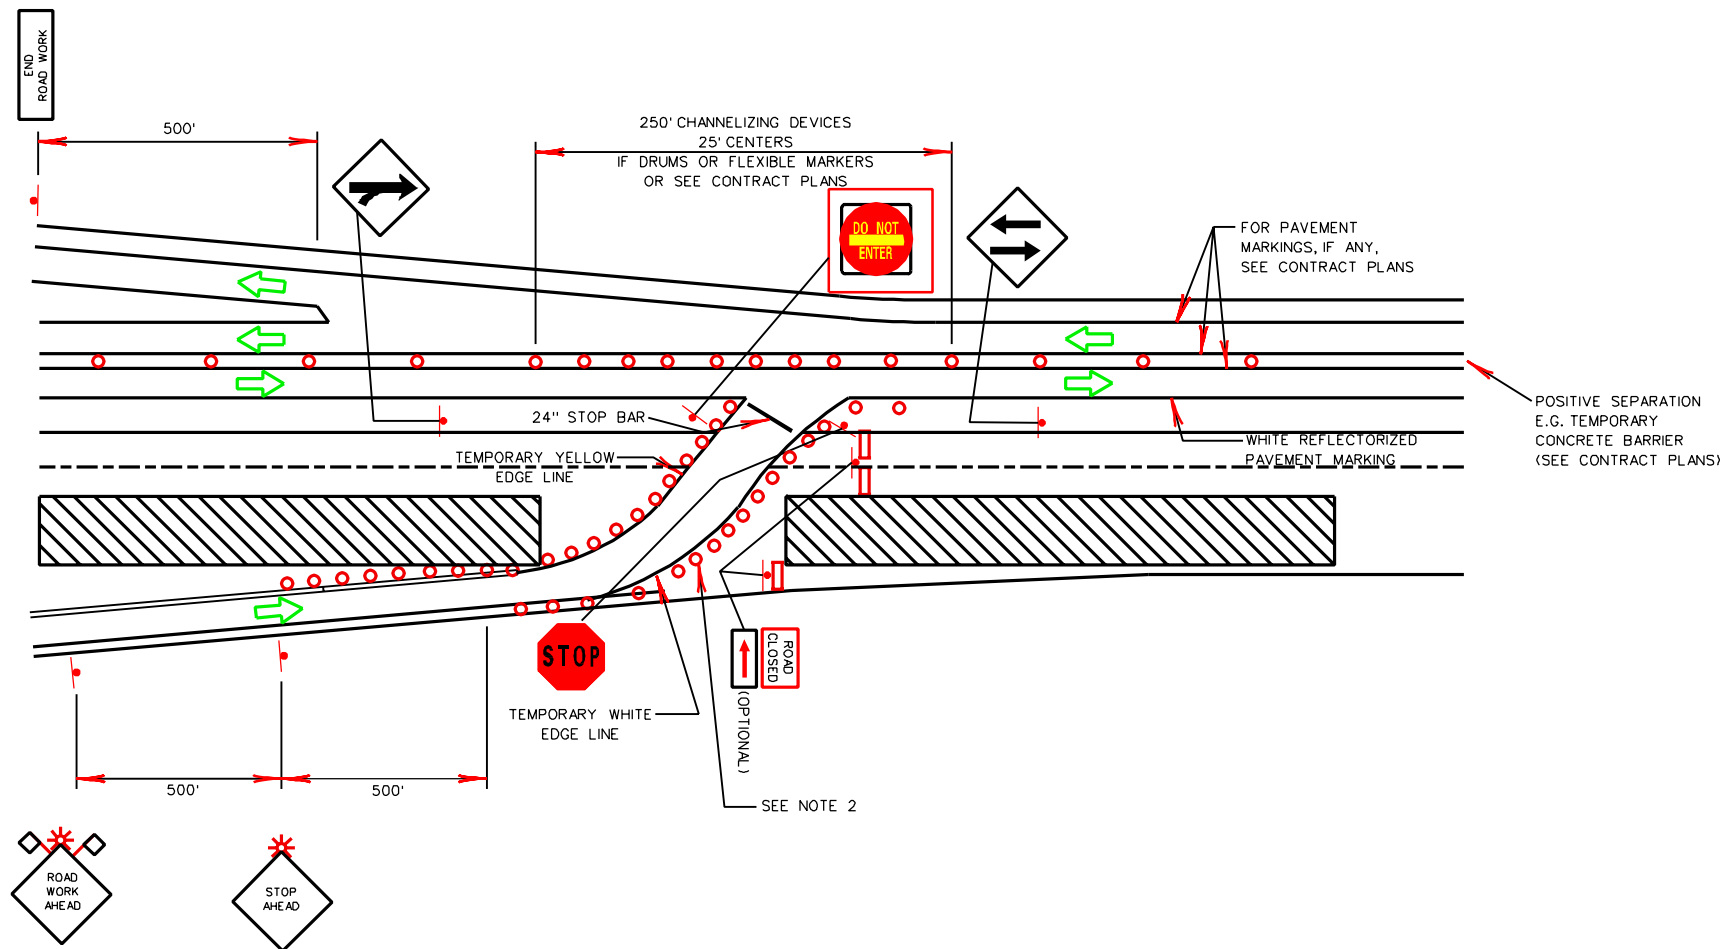 END
ROAD WORK
500'
250' CHANNELIZING DEVICES
25' CENTERS
IF DRUMS OR FLEXIBLE MARKERS
OR SEE CONTRACT PLANS
DO NOT
ENTER
FOR PAVEMENT
MARKINGS, IF ANY,
SEE CONTRACT PLANS
24" STOP BAR
TEMPORARY YELLOW
EDGE LINE
WHITE REFLECTORIZED
PAVEMENT MARKING
POSITIVE SEPARATION
E.G. TEMPORARY
CONCRETE BARRIER
(SEE CONTRACT PLANS)
STOP
ROAD
CLOSED
(OPTIONAL)
TEMPORARY WHITE
EDGE LINE
500'
500'
SEE NOTE 2
ROAD
WORK
AHEAD
STOP
AHEAD